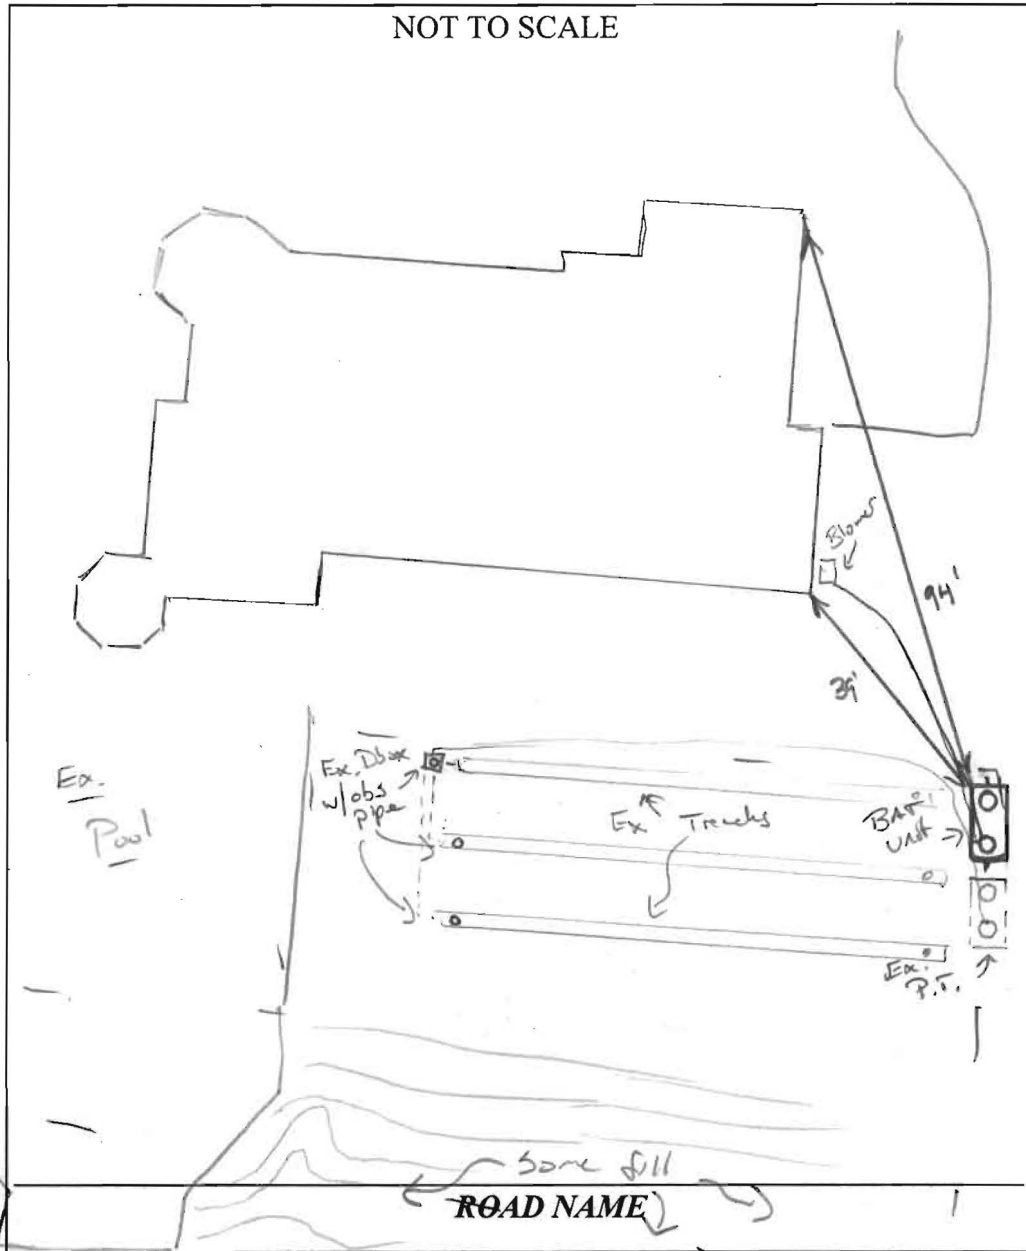 NOT TO SCALE
Blower
94'
39'
Ex. Dbox
w/obs
pipe
Ex.
Pool
Ex Trenches
BAT
Unit
Ex.
P.T.
Some fill
ROAD NAME